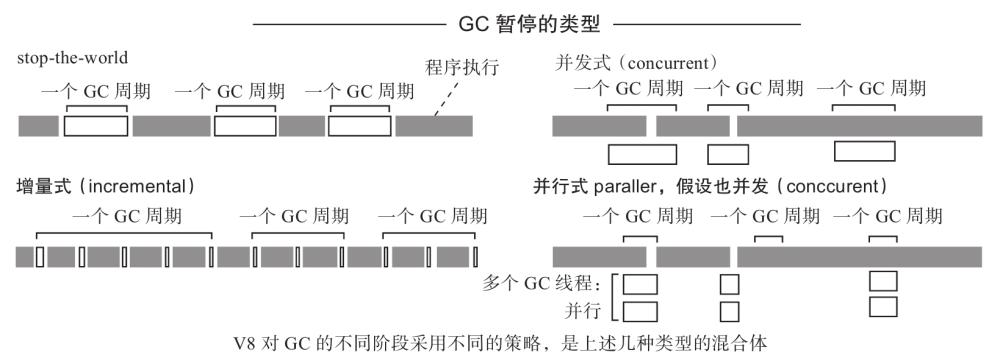 GC 暂停的类型
stop-the-world
程序执行
一个 GC 周期 一个 GC 周期 一个 GC 周期
并发式（concurrent）
一个 GC 周期 一个 GC 周期 一个 GC 周期
增量式（incremental）
一个 GC 周期 一个 GC 周期 一个 GC 周期
并行式 paraller，假设也并发（conccurent）
一个 GC 周期 一个 GC 周期 一个 GC 周期
多个 GC 线程：
并行
V8 对 GC 的不同阶段采用不同的策略，是上述几种类型的混合体